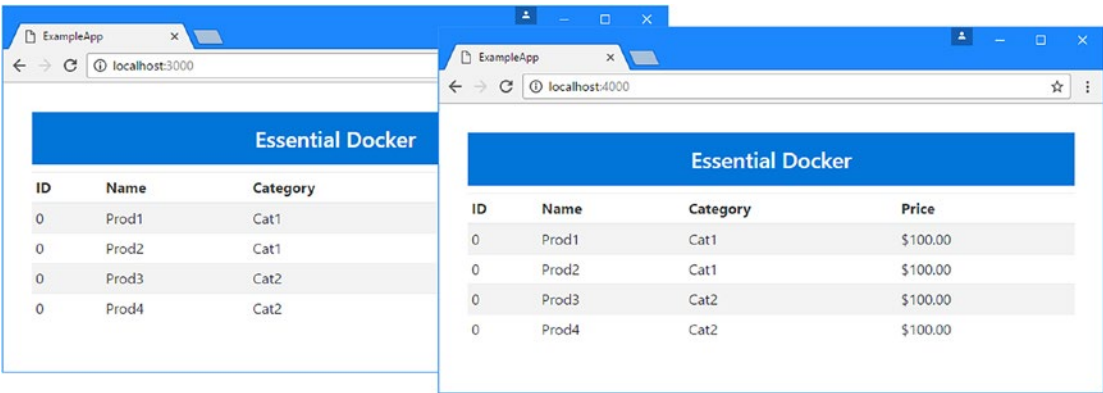 ExampleApp
localhost:3000
Essential Docker
ID Name Category
0 Prod1 Cat1
0 Prod2 Cat1
0 Prod3 Cat2
0 Prod4 Cat2
ExampleApp
localhost:4000
Essential Docker
ID Name Category Price
0 Prod1 Cat1 $100.00
0 Prod2 Cat1 $100.00
0 Prod3 Cat2 $100.00
0 Prod4 Cat2 $100.00